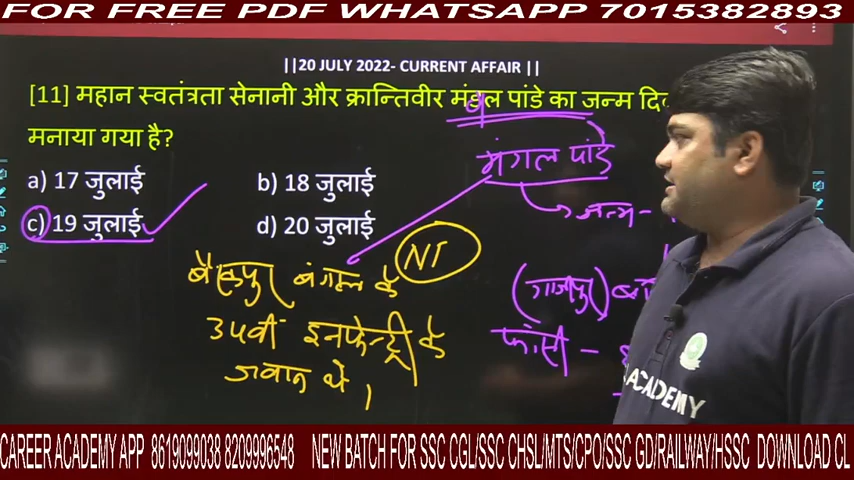 FOR FREE PDF WHATSAPP 7015382893
||20 JULY 2022- CURRENT AFFAIR ||
[11] महान स्वतंत्रता सेनानी और क्रान्तिवीर मंडल पांडे का जन्म
मनाया गया है?
a) 17 जुलाई
b) 18 जुलाई
c) 19 जुलाई
d) 20 जुलाई
मंगल पांडे
जन्म -
(गाजीपुर)
फांसी -
NI
बंगाल के
34वीं इनफेन्ट्री के
जवान थे।
ACADEMY
CAREER ACADEMY APP 8619099038 8209996548 NEW BATCH FOR SSC CGL/SSC CHSL/MTS/CPO/SSC GD/RAILWAY/HSSC DOWNLOAD CL